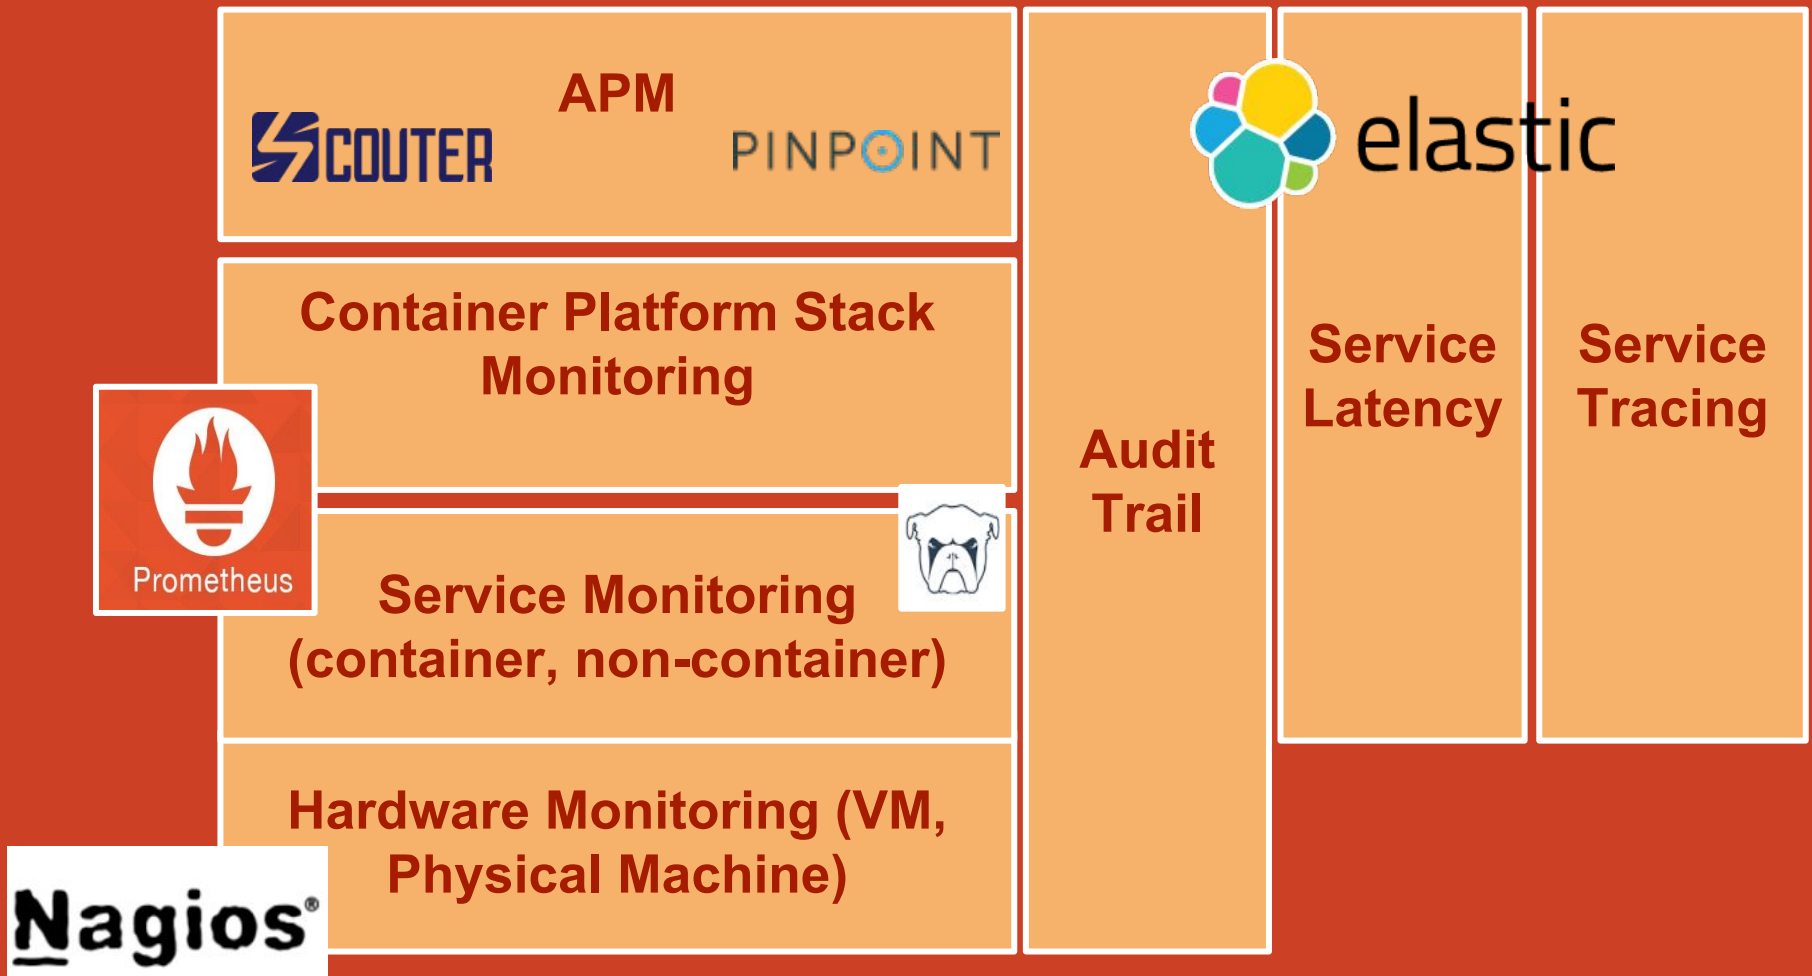 APM
SCOUTER
PINPOINT
elastic
Container Platform Stack
Monitoring
Service
Latency
Service
Tracing
Audit
Trail
Prometheus
Service Monitoring
(container, non-container)
Hardware Monitoring (VM,
Physical Machine)
Nagios®